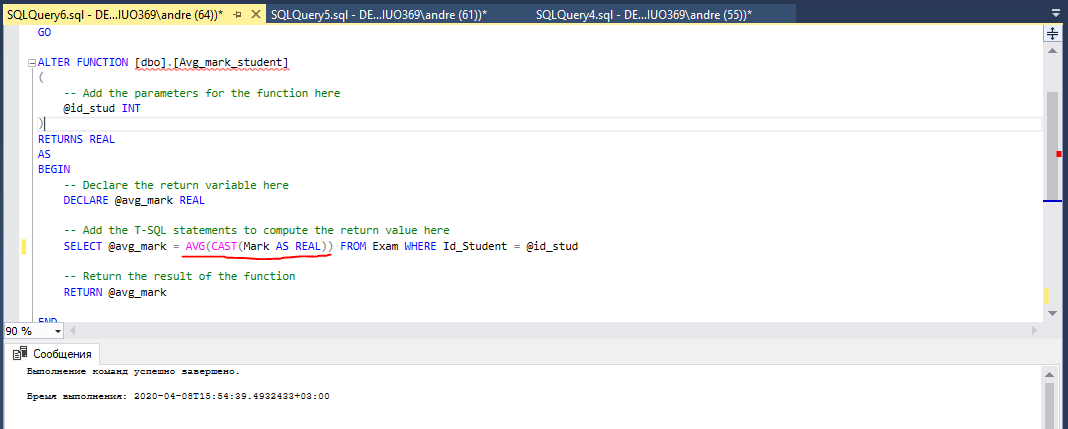 SQLQuery6.sql - DE...IUO369\andre (64))* SQLQuery5.sql - DE...IUO369\andre (61))* SQLQuery4.sql - DE...IUO369\andre (55))*
GO
ALTER FUNCTION [dbo].[Avg_mark_student]
(
-- Add the parameters for the function here
@id_stud INT
)
RETURNS REAL
AS
BEGIN
-- Declare the return variable here
DECLARE @avg_mark REAL
-- Add the T-SQL statements to compute the return value here
SELECT @avg_mark = AVG(CAST(Mark AS REAL)) FROM Exam WHERE Id_Student = @id_stud
-- Return the result of the function
RETURN @avg_mark
END
90 %
Сообщения
Выполнение команд успешно завершено.
Время выполнения: 2020-04-08T15:54:39.4932433+03:00